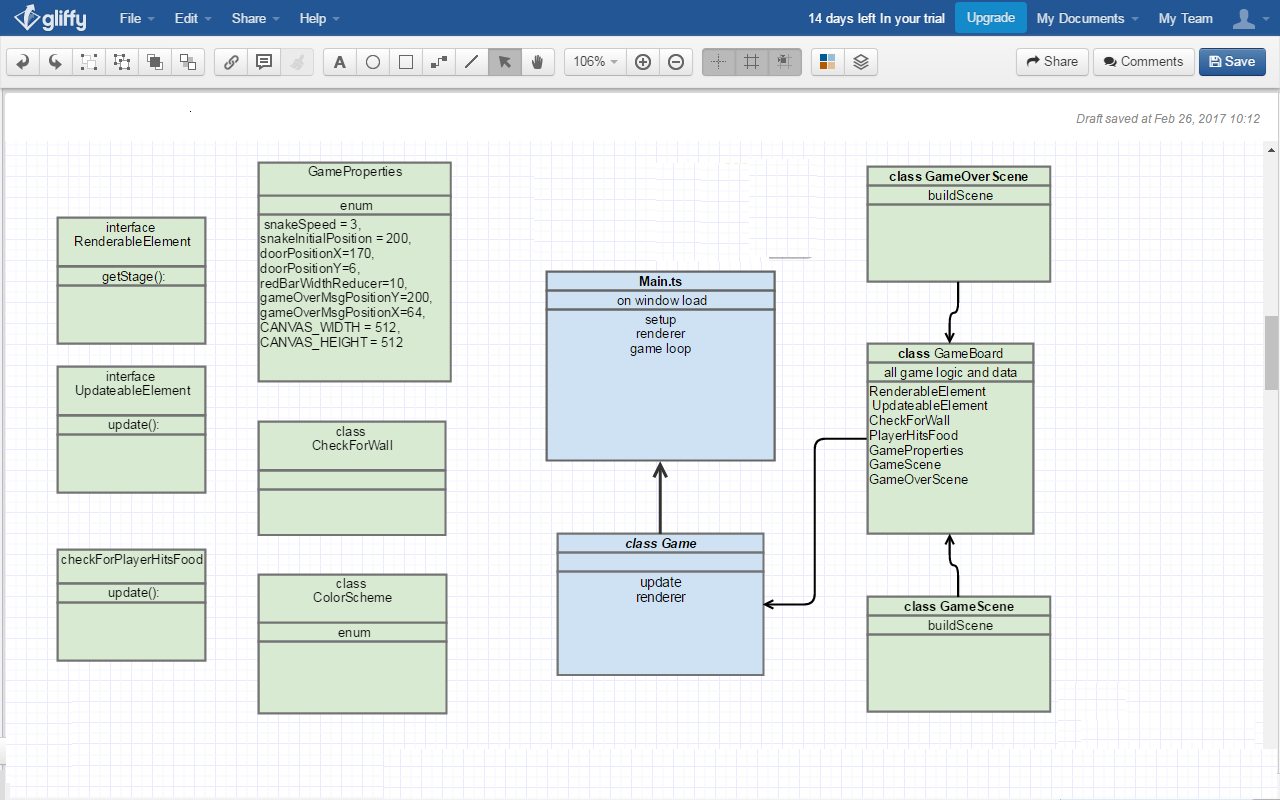 gliffy
File
Edit
Share
Help
14 days left In your trial
Upgrade
My Documents
My Team
A
106%
Share
Comments
Save
Draft saved at Feb 26, 2017 10:12
interface
RenderableElement
getStage():
interface
UpdateableElement
update():
checkForPlayerHitsFood
update():
GameProperties
enum
snakeSpeed = 3,
snakeInitialPosition = 200,
doorPositionX=170,
doorPositionY=6,
redBarWidthReducer=10,
gameOverMsgPositionY=200,
gameOverMsgPositionX=64,
CANVAS_WIDTH = 512,
CANVAS_HEIGHT = 512
class
CheckForWall
class
ColorScheme
enum
Main.ts
on window load
setup
renderer
game loop
class Game
update
renderer
class GameOverScene
buildScene
class GameBoard
all game logic and data
RenderableElement
UpdateableElement
CheckForWall
PlayerHitsFood
GameProperties
GameScene
GameOverScene
class GameScene
buildScene